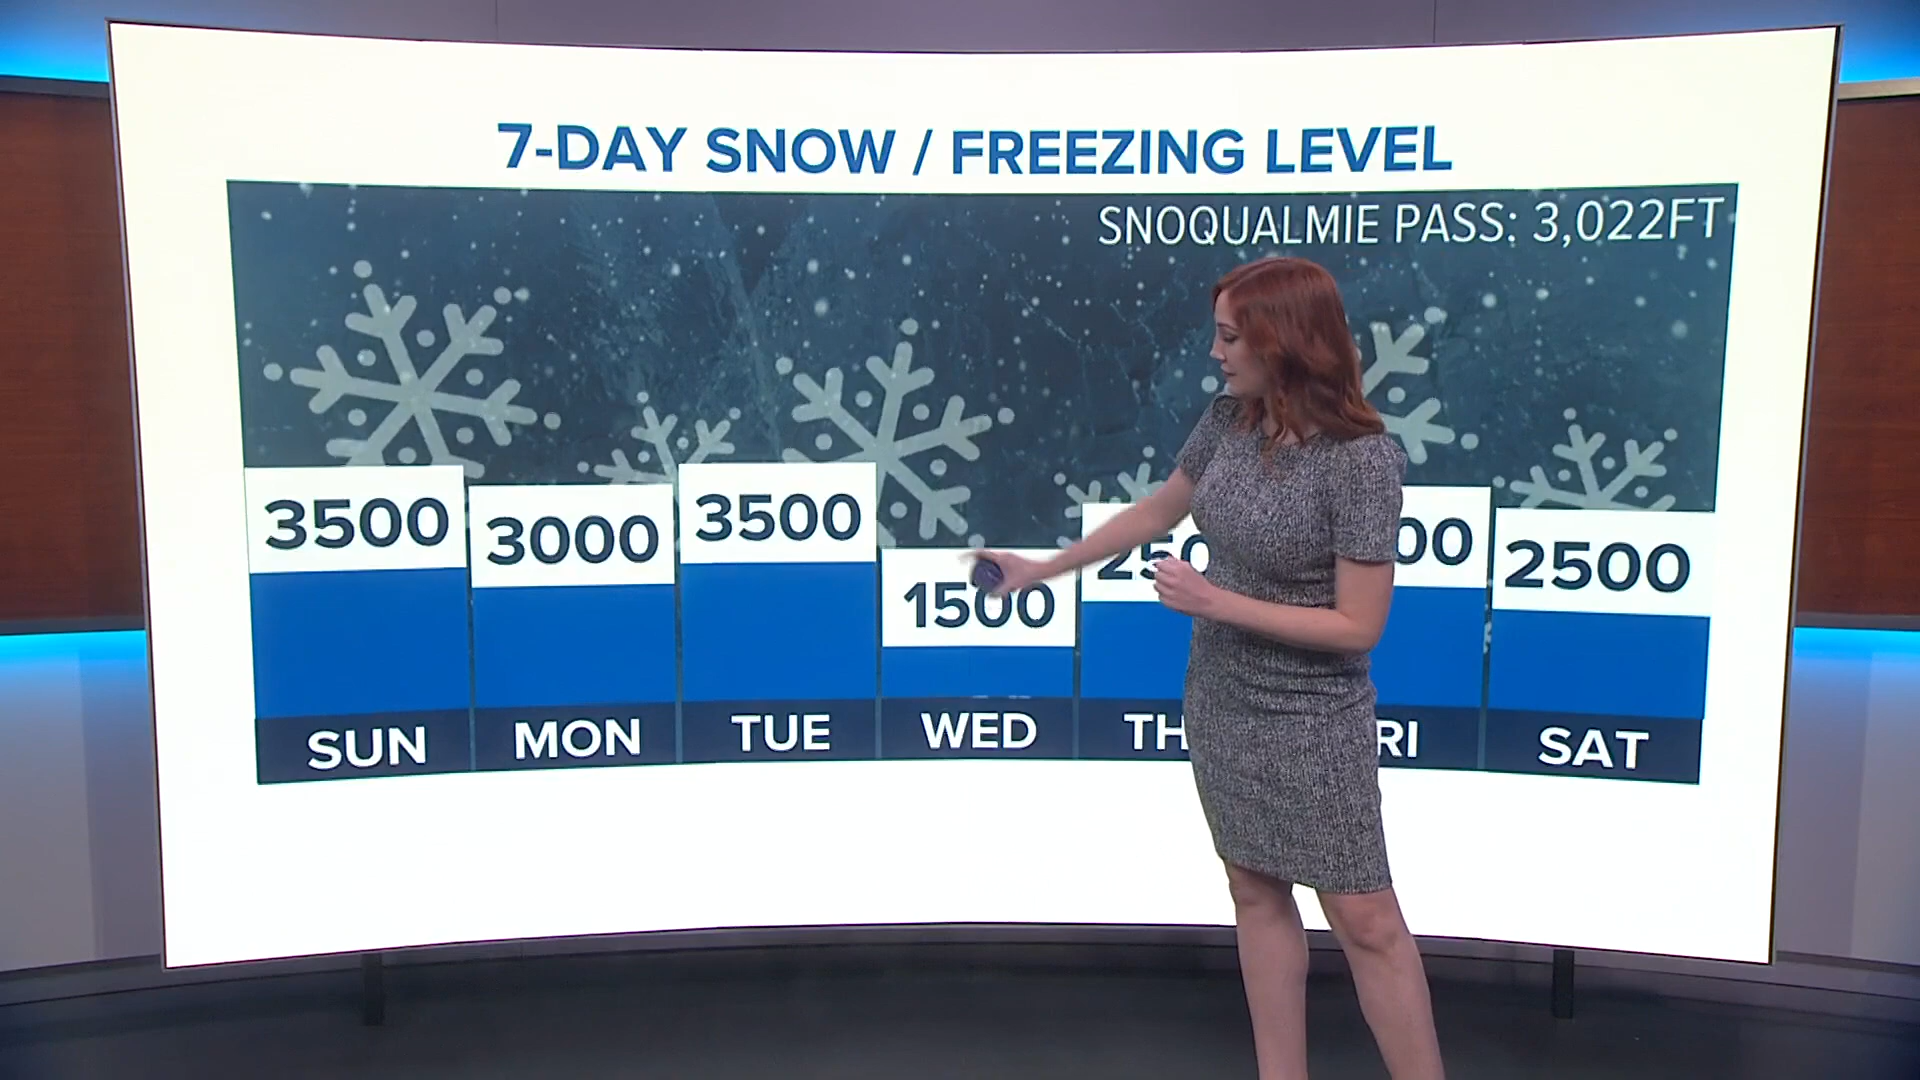 7-DAY SNOW / FREEZING LEVEL
SNOQUALMIE PASS: 3,022FT
3500 3000 3500 1500 2500
SUN MON TUE WED SAT